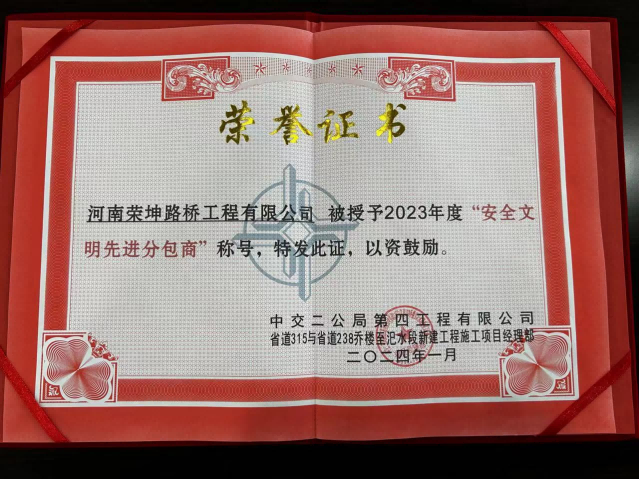 荣誉证书
河南荣坤路桥工程有限公司 被授予2023年度“安全文
明先进分包商”称号，特发此证，以资鼓励。
中交二公局第四工程有限公司
省道315与省道238乔楼至汜水段新建工程施工项目经理部
二〇二四年一月